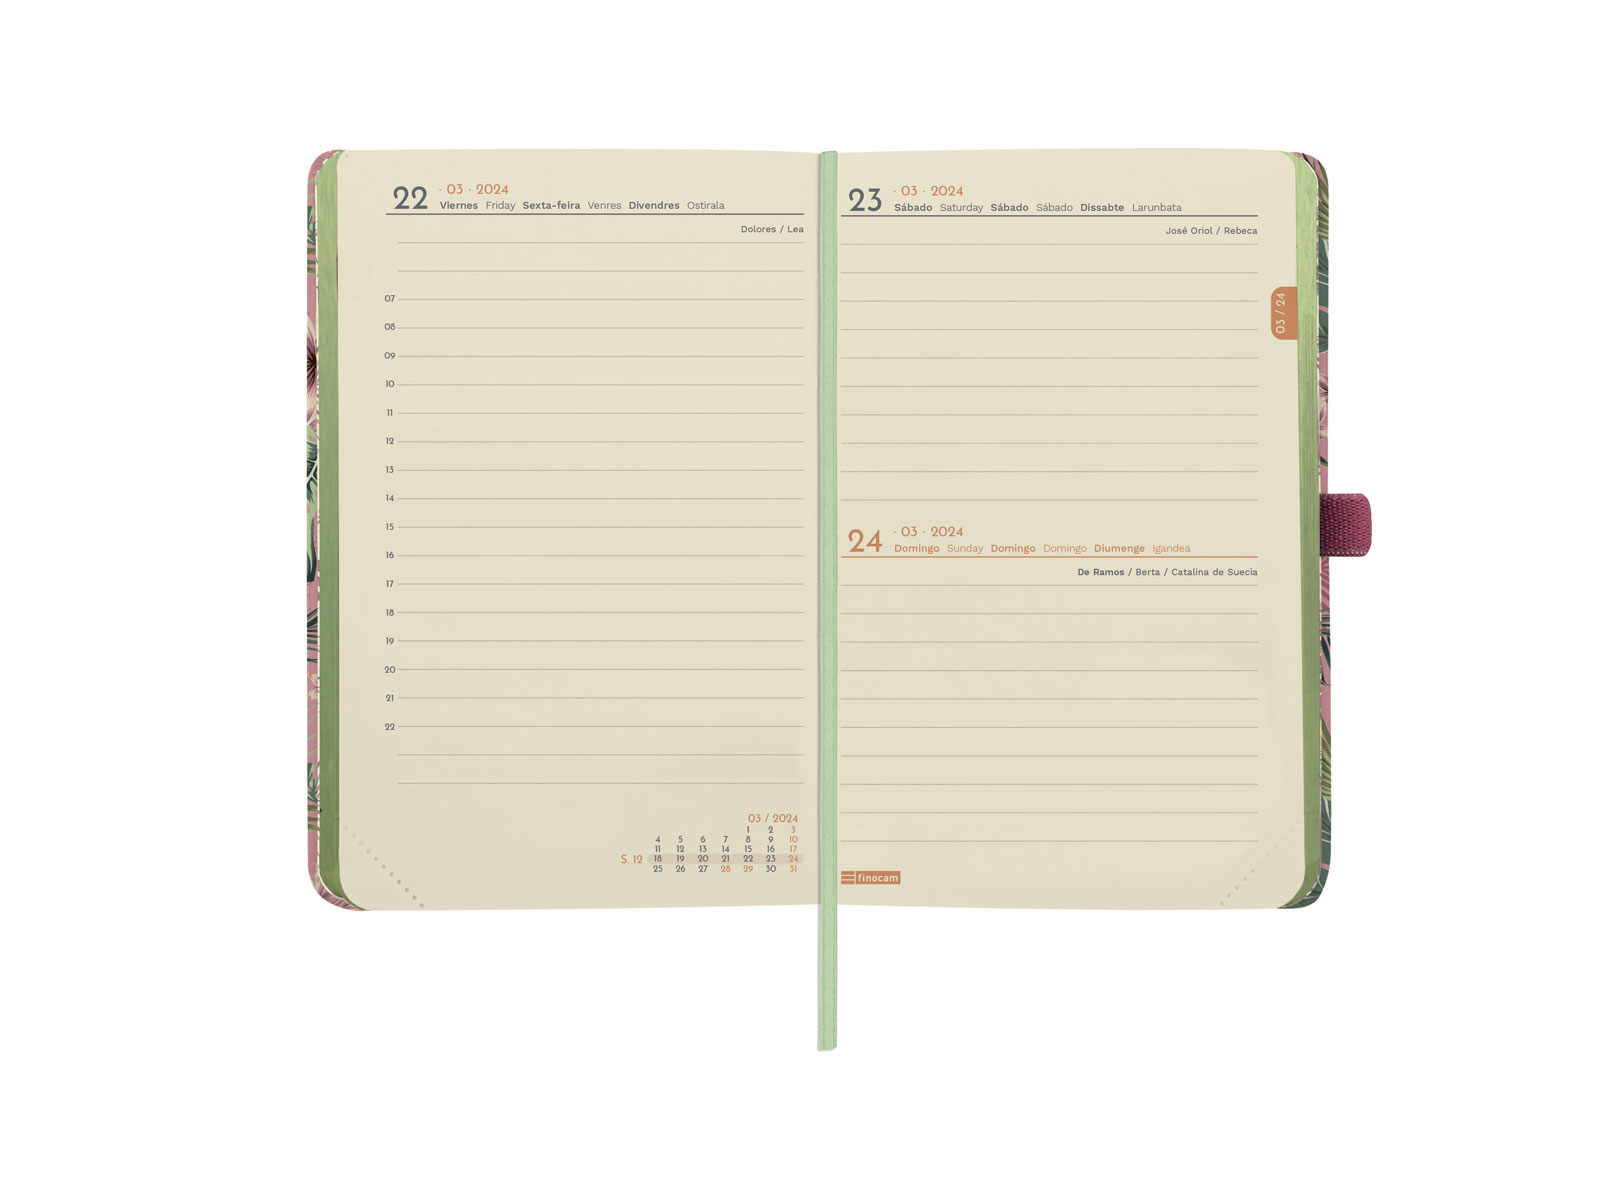 22 · 03 · 2024
Viernes Friday Sexta-feira Venres Divendres Ostirala
Dolores / Lea
07
08
09
10
11
12
13
14
15
16
17
18
19
20
21
22
03 / 2024
1 2 3
4 5 6 7 8 9 10
11 12 13 14 15 16 17
S. 12 18 19 20 21 22 23 24
25 26 27 28 29 30 31
23 · 03 · 2024
Sábado Saturday Sábado Sábado Dissabte Larunbata
José Oriol / Rebeca
03 / 24
24 · 03 · 2024
Domingo Sunday Domingo Domingo Diumenge Igandea
De Ramos / Berta / Catalina de Suecia
finocam